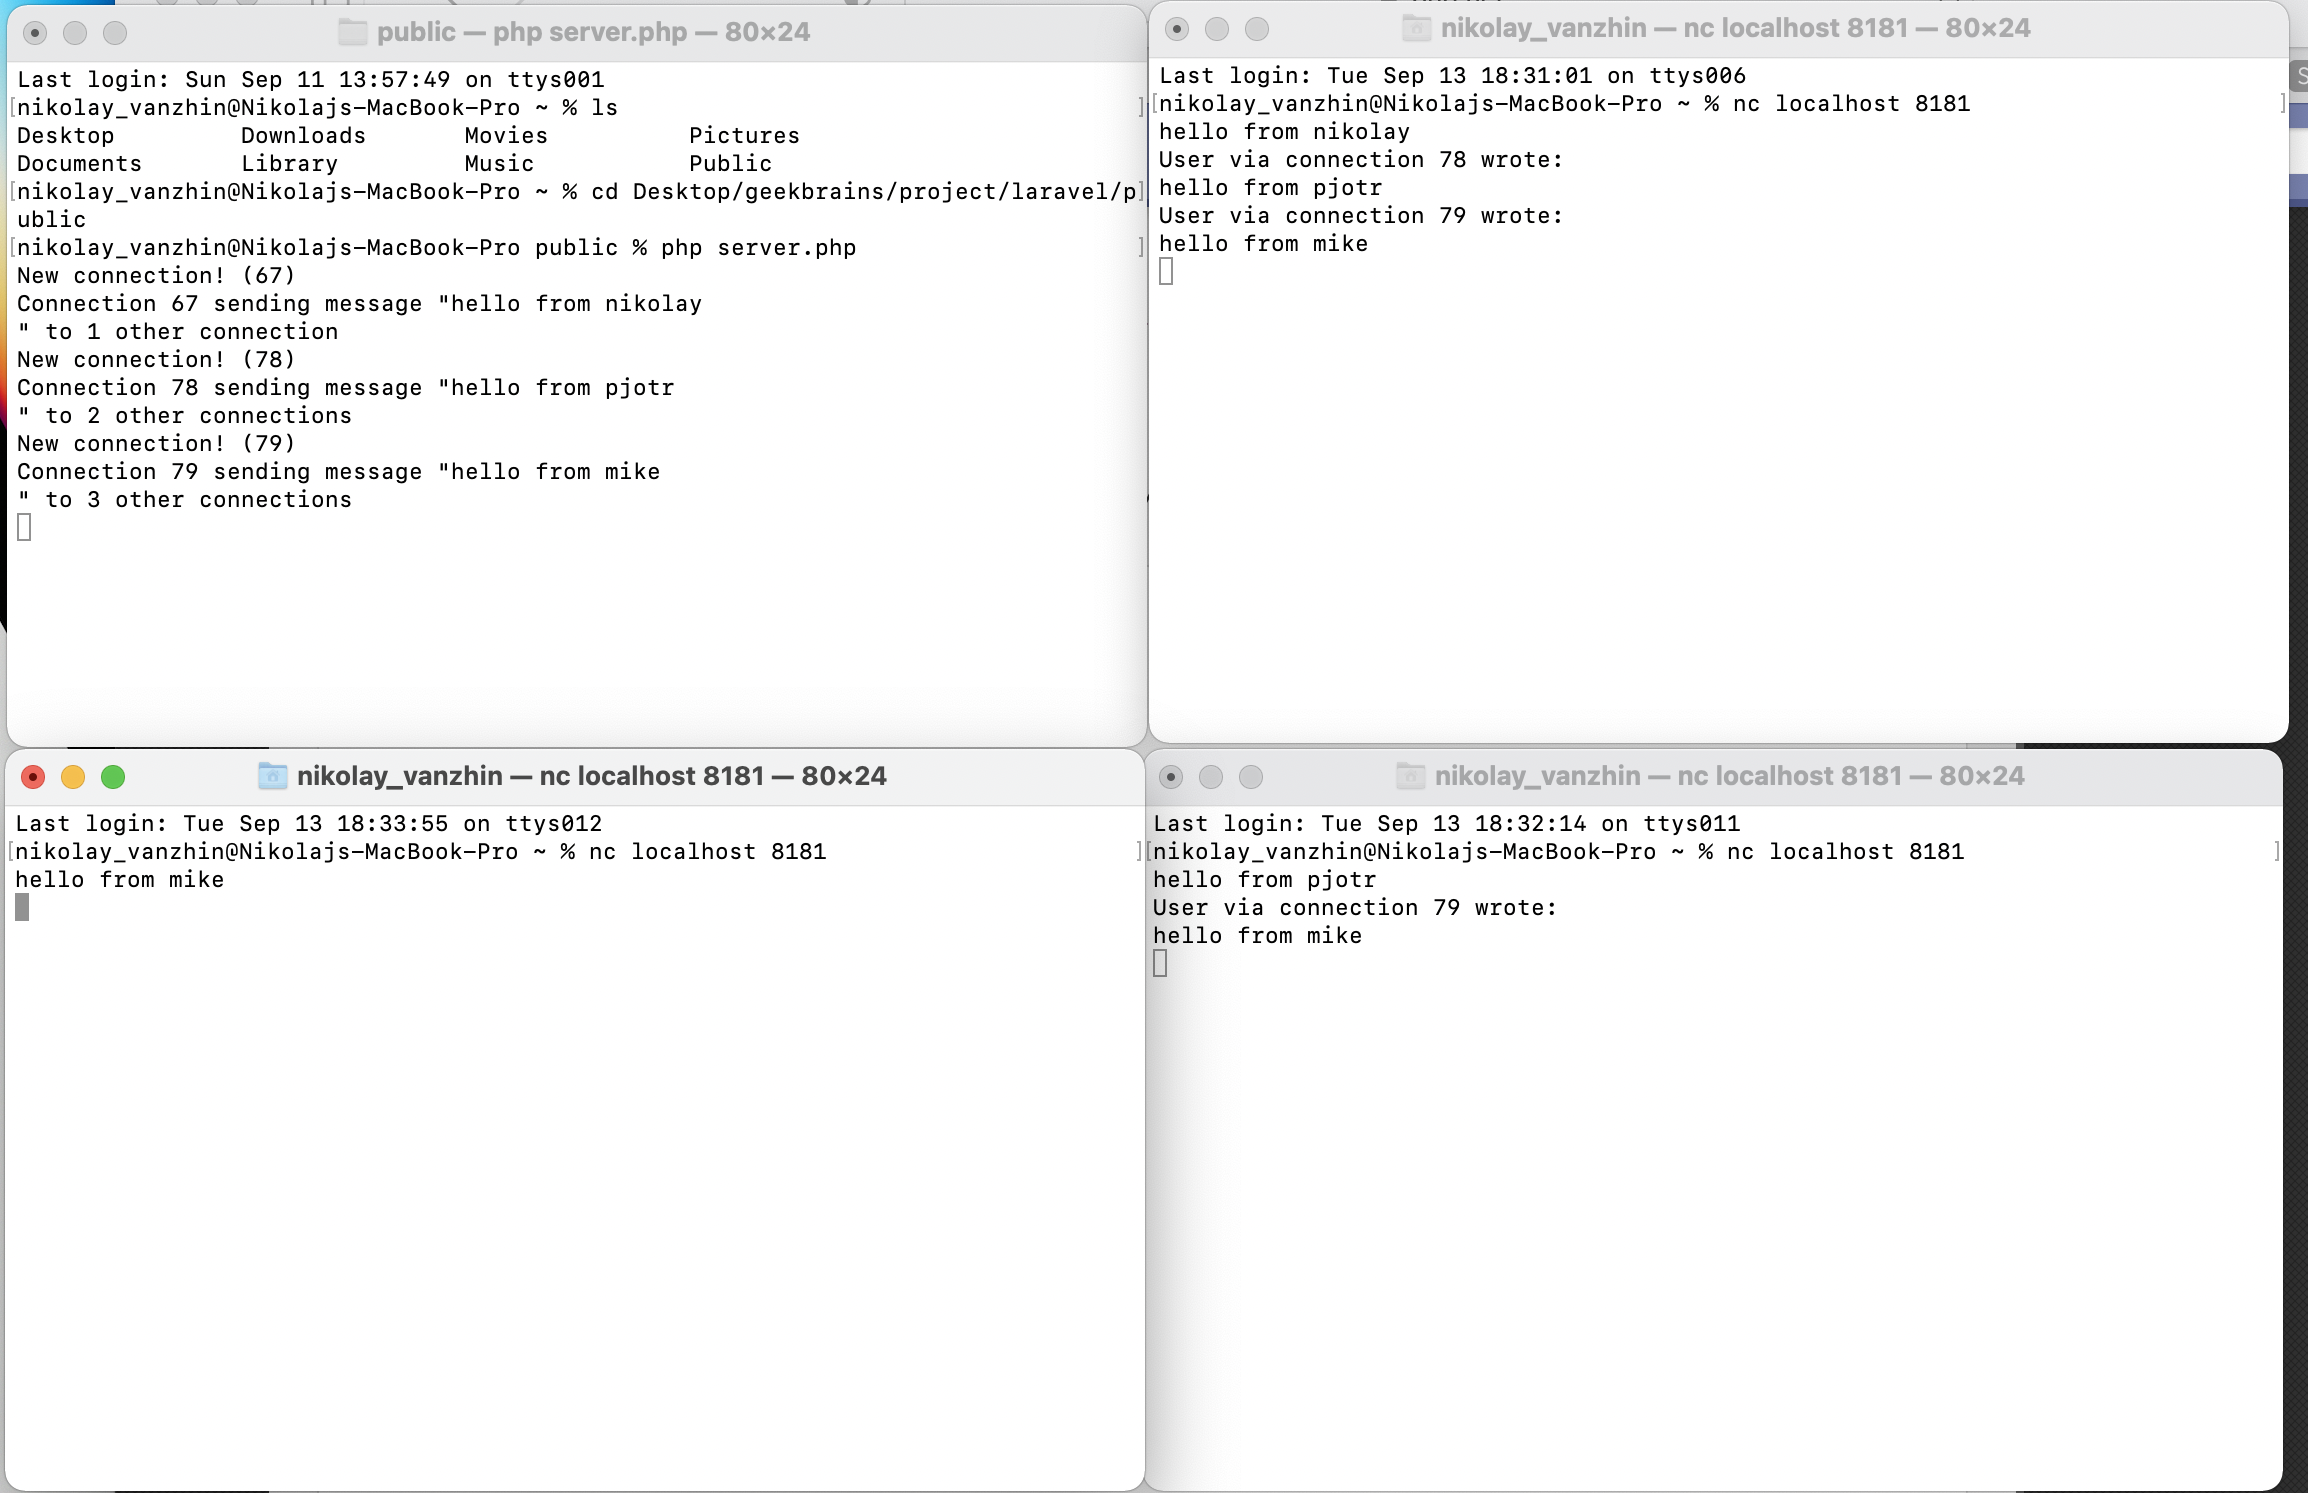 public — php server.php — 80×24
Last login: Sun Sep 11 13:57:49 on ttys001
[nikolay_vanzhin@Nikolajs-MacBook-Pro ~ % ls ]
Desktop Downloads Movies Pictures
Documents Library Music Public
[nikolay_vanzhin@Nikolajs-MacBook-Pro ~ % cd Desktop/geekbrains/project/laravel/p]
ublic
[nikolay_vanzhin@Nikolajs-MacBook-Pro public % php server.php ]
New connection! (67)
Connection 67 sending message "hello from nikolay
" to 1 other connection
New connection! (78)
Connection 78 sending message "hello from pjotr
" to 2 other connections
New connection! (79)
Connection 79 sending message "hello from mike
" to 3 other connections
nikolay_vanzhin — nc localhost 8181 — 80×24
Last login: Tue Sep 13 18:31:01 on ttys006
[nikolay_vanzhin@Nikolajs-MacBook-Pro ~ % nc localhost 8181 ]
hello from nikolay
User via connection 78 wrote:
hello from pjotr
User via connection 79 wrote:
hello from mike
nikolay_vanzhin — nc localhost 8181 — 80×24
Last login: Tue Sep 13 18:33:55 on ttys012
[nikolay_vanzhin@Nikolajs-MacBook-Pro ~ % nc localhost 8181 ]
hello from mike
nikolay_vanzhin — nc localhost 8181 — 80×24
Last login: Tue Sep 13 18:32:14 on ttys011
[nikolay_vanzhin@Nikolajs-MacBook-Pro ~ % nc localhost 8181 ]
hello from pjotr
User via connection 79 wrote:
hello from mike